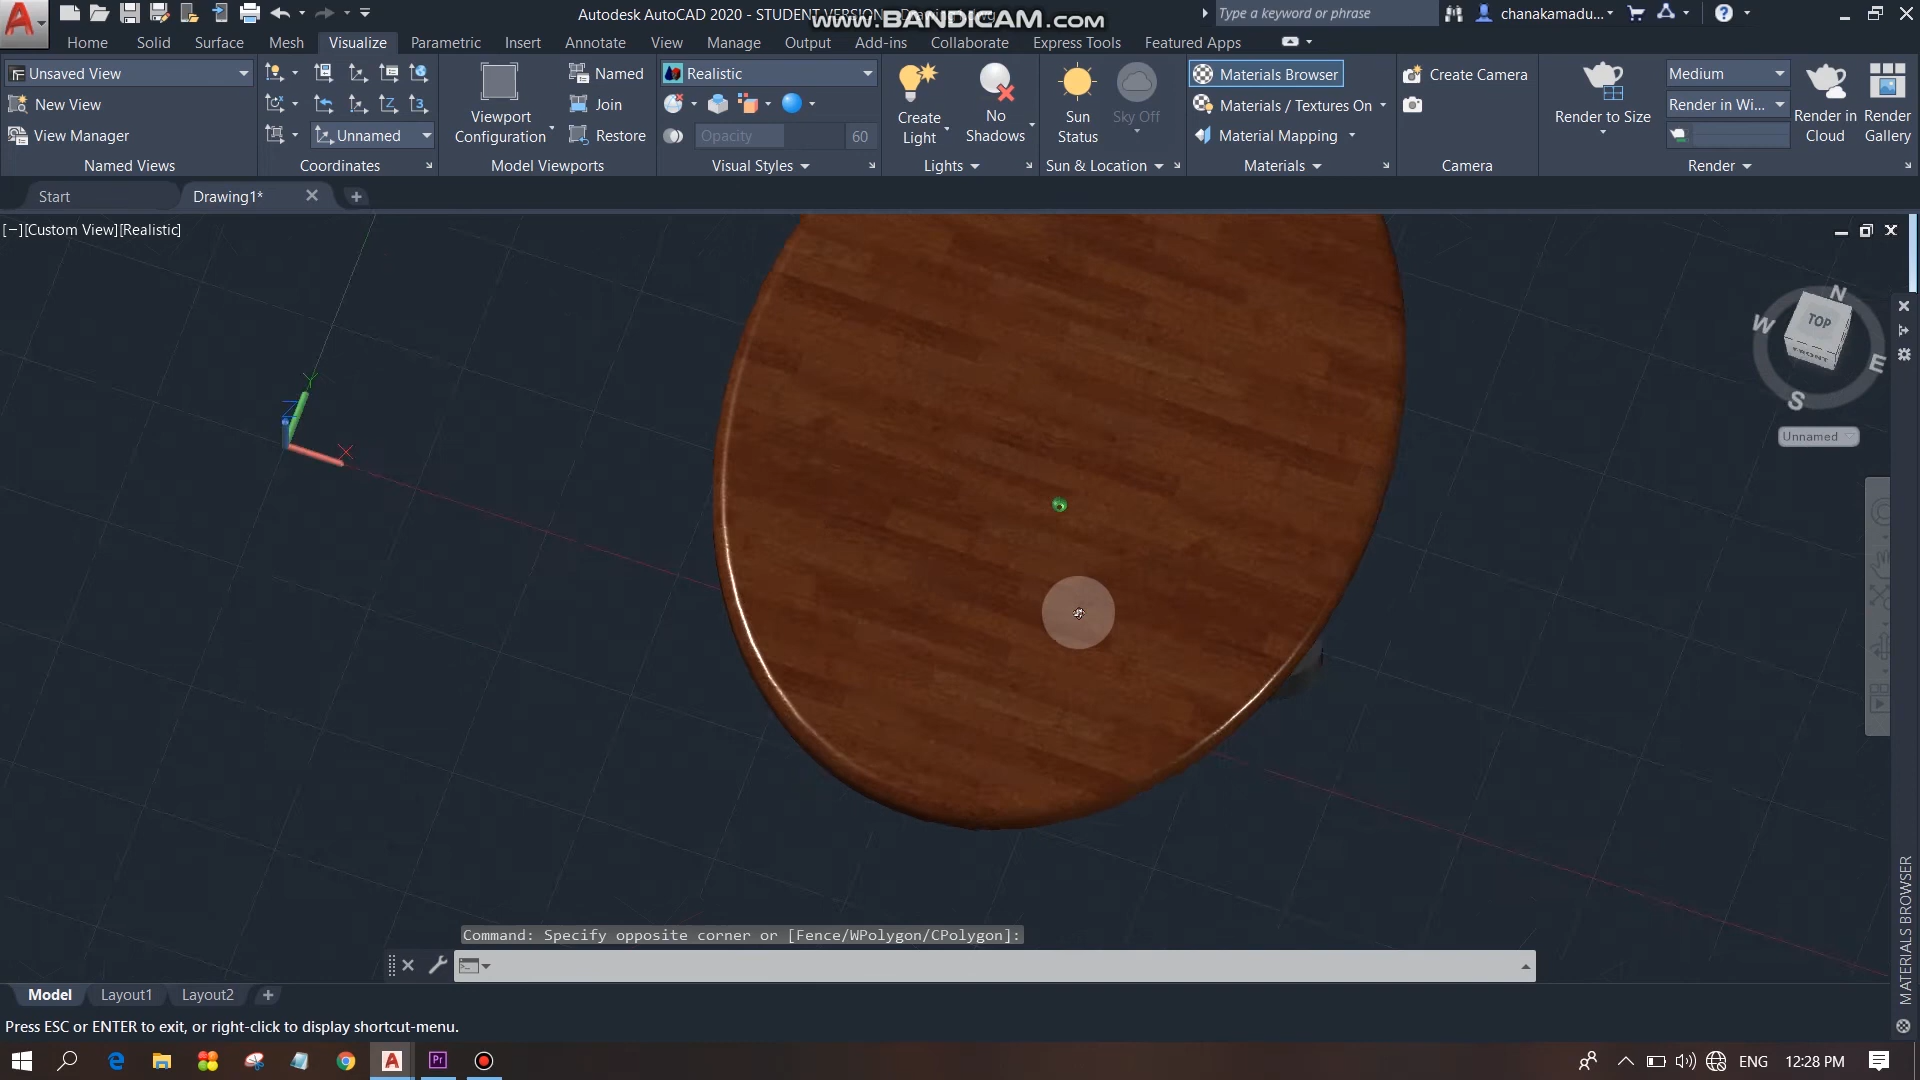 Autodesk AutoCAD 2020 - STUDENT VERSION
www.BANDICAM.com
Type a keyword or phrase
chanakamadu...
Home
Solid
Surface
Mesh
Visualize
Parametric
Insert
Annotate
View
Manage
Output
Add-ins
Collaborate
Express Tools
Featured Apps
Unsaved View
New View
View Manager
Named Views
Unnamed
Coordinates
Viewport
Configuration
Named
Join
Restore
Model Viewports
Realistic
Opacity
60
Visual Styles
Create
Light
No
Shadows
Lights
Sun
Status
Sky Off
Sun & Location
Materials Browser
Materials / Textures On
Material Mapping
Materials
Create Camera
Camera
Render to Size
Medium
Render in Wi...
Render in
Cloud
Render
Gallery
Render
Start
Drawing1*
[−][Custom View][Realistic]
N
W
TOP
FRONT
E
S
Unnamed
Y
Z
X
MATERIALS BROWSER
Command: Specify opposite corner or [Fence/WPolygon/CPolygon]:
Model
Layout1
Layout2
Press ESC or ENTER to exit, or right-click to display shortcut-menu.
Pr
ENG
12:28 PM